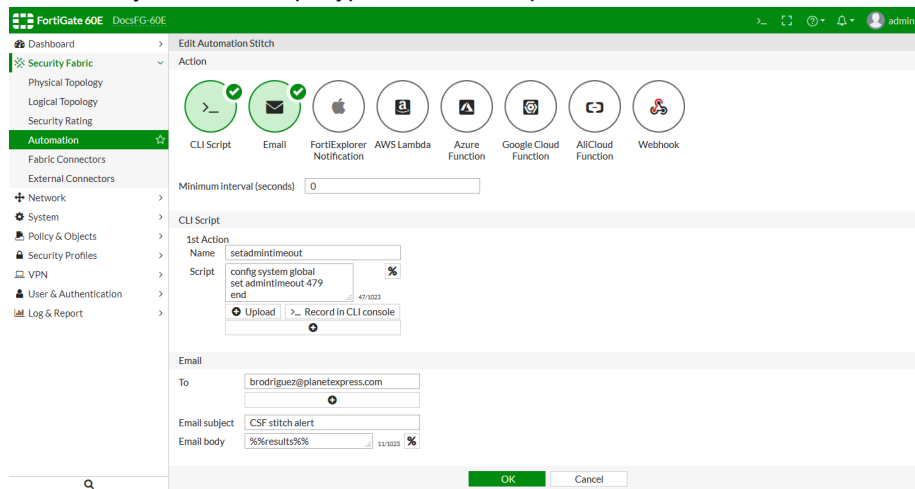 FortiGate 60E DocsFG-60E
>_
admin
Dashboard
Security Fabric
Physical Topology
Logical Topology
Security Rating
Automation
Fabric Connectors
External Connectors
Network
System
Policy & Objects
Security Profiles
VPN
User & Authentication
Log & Report
Edit Automation Stitch
Action
>_
CLI Script
Email
FortiExplorer
Notification
a
AWS Lambda
Azure
Function
Google Cloud
Function
AliCloud
Function
Webhook
Minimum interval (seconds) 0
CLI Script
1st Action
Name setadmintimeout
Script config system global
set admintimeout 479
end
47/1023
%
Upload >_ Record in CLI console
Email
To brodriguez@planetexpress.com
Email subject CSF stitch alert
Email body %%results%% 11/1023 %
OK Cancel